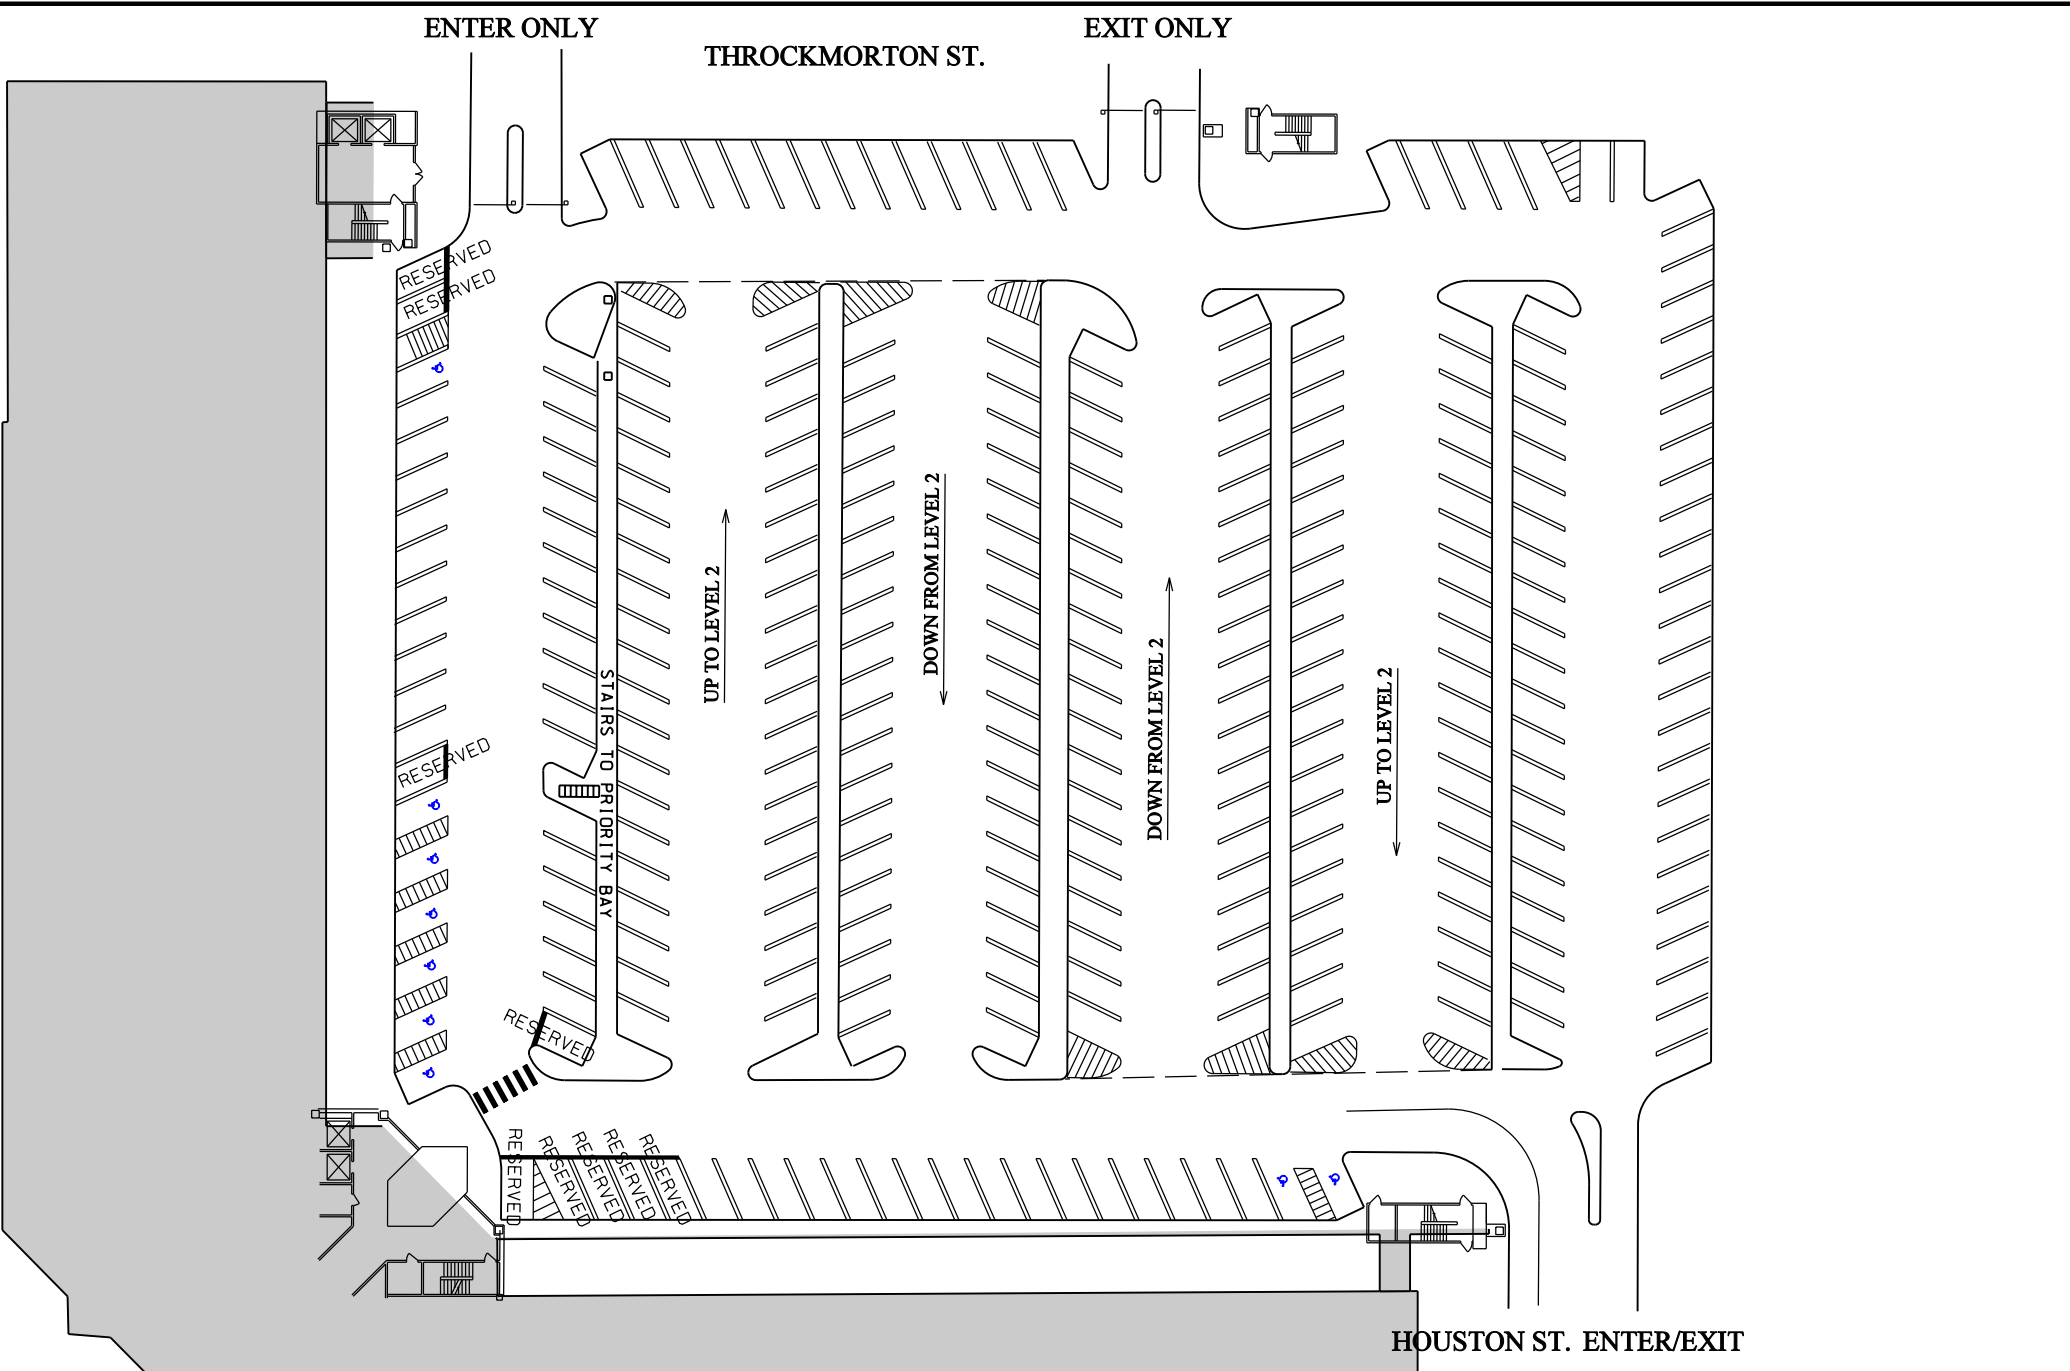 ENTER ONLY
EXIT ONLY
THROCKMORTON ST.
RESERVED
RESERVED
UP TO LEVEL 2
DOWN FROM LEVEL 2
DOWN FROM LEVEL 2
UP TO LEVEL 2
STAIRS TO PRIORITY BAY
RESERVED
RESERVED
RESERVED
RESERVED
RESERVED
RESERVED
RESERVED
HOUSTON ST. ENTER/EXIT